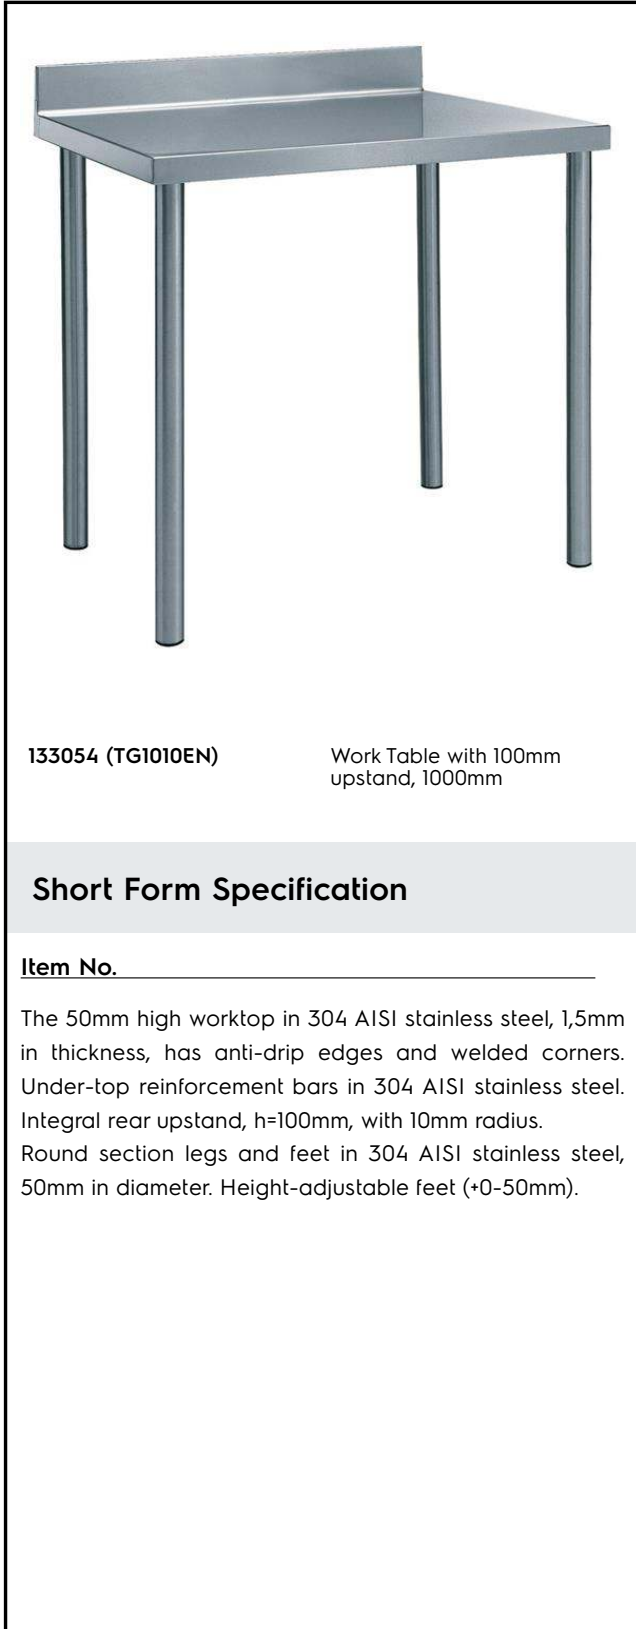 133054 (TG1010EN)
Work Table with 100mm
upstand, 1000mm
Short Form Specification
Item No.
The 50mm high worktop in 304 AISI stainless steel, 1,5mm
in thickness, has anti-drip edges and welded corners.
Under-top reinforcement bars in 304 AISI stainless steel.
Integral rear upstand, h=100mm, with 10mm radius.
Round section legs and feet in 304 AISI stainless steel,
50mm in diameter. Height-adjustable feet (+0-50mm).